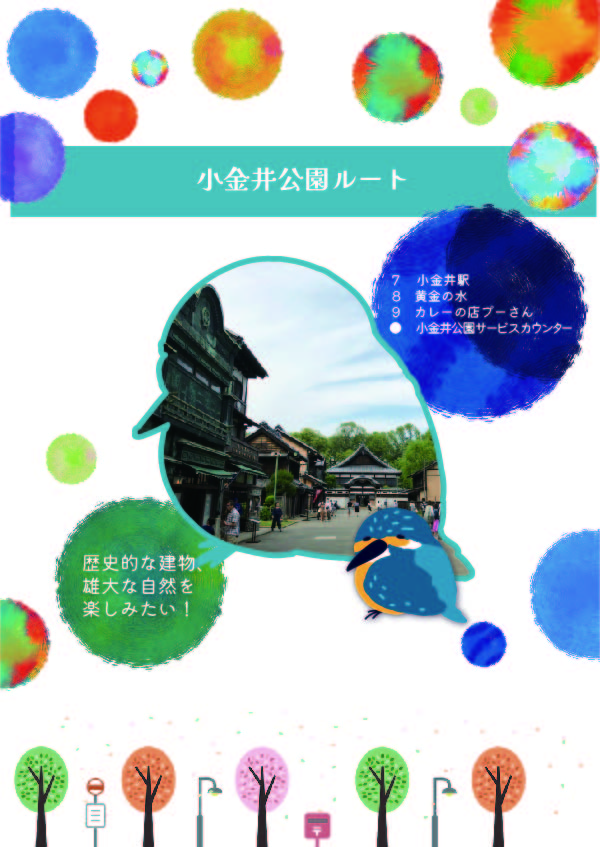 小金井公園ルート
7 小金井駅
8 黄金の水
9 カレーの店プーさん
● 小金井公園サービスカウンター
歴史的な建物、
雄大な自然を
楽しみたい！
〒